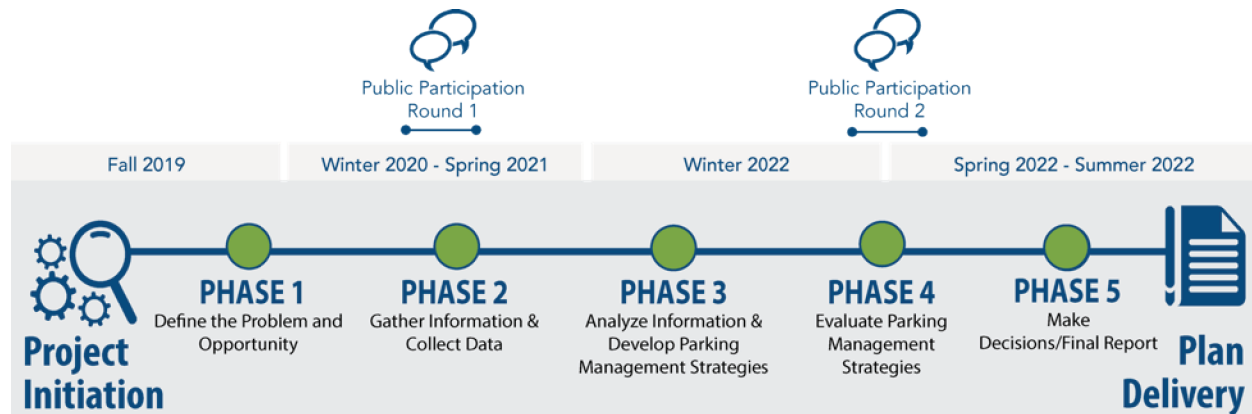 Public Participation
Round 1
Public Participation
Round 2
Fall 2019
Winter 2020 - Spring 2021
Winter 2022
Spring 2022 - Summer 2022
Project
Initiation
PHASE 1
Define the Problem and
Opportunity
PHASE 2
Gather Information &
Collect Data
PHASE 3
Analyze Information &
Develop Parking
Management Strategies
PHASE 4
Evaluate Parking
Management
Strategies
PHASE 5
Make
Decisions/Final Report
Plan
Delivery